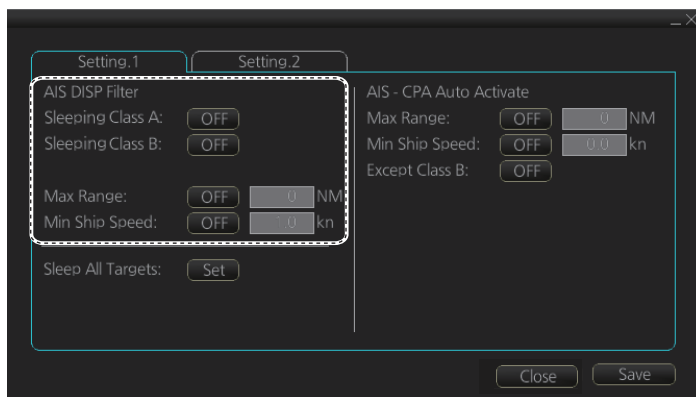 Setting.1
Setting.2
AIS DISP Filter
Sleeping Class A: OFF
Sleeping Class B: OFF
Max Range: OFF 0 NM
Min Ship Speed: OFF 1.0 kn
Sleep All Targets: Set
AIS - CPA Auto Activate
Max Range: OFF 0 NM
Min Ship Speed: OFF 0.0 kn
Except Class B: OFF
Close
Save